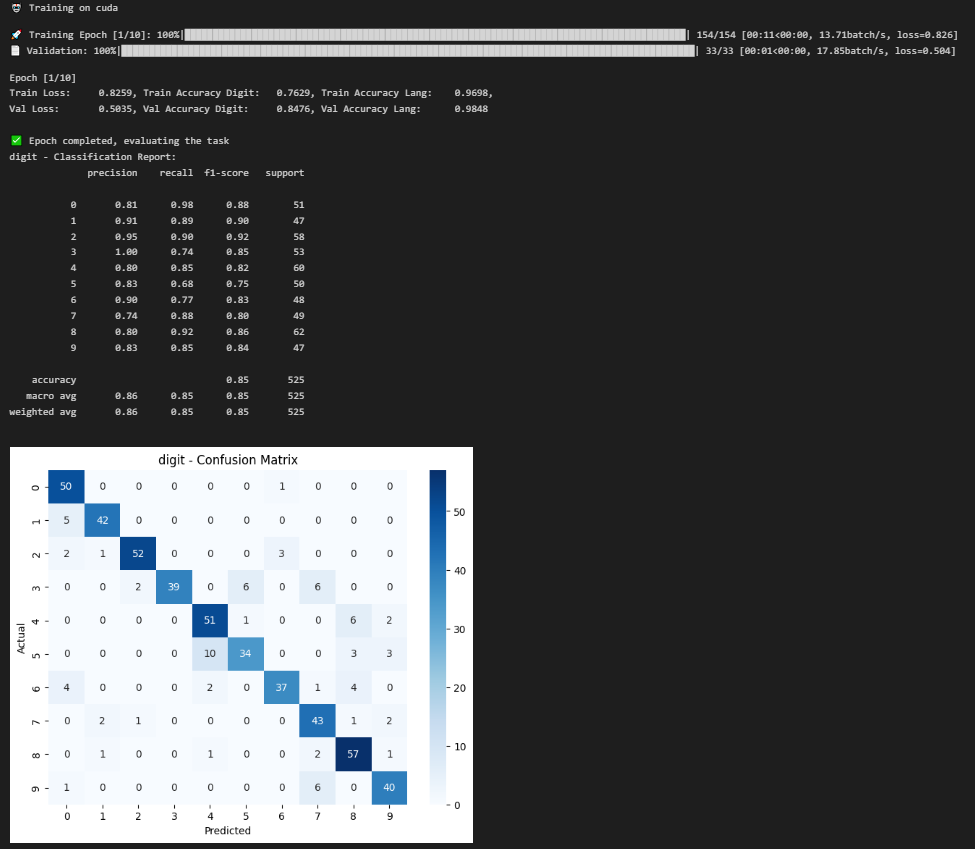 🤖 Training on cuda
🚀 Training Epoch [1/10]: 100%|██████████| 154/154 [00:11<00:00, 13.71batch/s, loss=0.826]
🧾 Validation: 100%|██████████| 33/33 [00:01<00:00, 17.85batch/s, loss=0.504]
Epoch [1/10]
Train Loss: 0.8259, Train Accuracy Digit: 0.7629, Train Accuracy Lang: 0.9698,
Val Loss: 0.5035, Val Accuracy Digit: 0.8476, Val Accuracy Lang: 0.9848
✅ Epoch completed, evaluating the task
digit - Classification Report:
precision recall f1-score support
0 0.81 0.98 0.88 51
1 0.91 0.89 0.90 47
2 0.95 0.90 0.92 58
3 1.00 0.74 0.85 53
4 0.80 0.85 0.82 60
5 0.83 0.68 0.75 50
6 0.90 0.77 0.83 48
7 0.74 0.88 0.80 49
8 0.80 0.92 0.86 62
9 0.83 0.85 0.84 47
accuracy 0.85 525
macro avg 0.86 0.85 0.85 525
weighted avg 0.86 0.85 0.85 525
digit - Confusion Matrix
0 50 0 0 0 0 0 1 0 0 0
1 5 42 0 0 0 0 0 0 0 0
2 2 1 52 0 0 0 3 0 0 0
3 0 0 2 39 0 6 0 6 0 0
4 0 0 0 0 51 1 0 0 6 2
5 0 0 0 0 10 34 0 0 3 3
6 4 0 0 0 2 0 37 1 4 0
7 0 2 1 0 0 0 0 43 1 2
8 0 1 0 0 1 0 0 2 57 1
9 1 0 0 0 0 0 0 6 0 40
0 1 2 3 4 5 6 7 8 9
Predicted
Actual
50
40
30
20
10
0